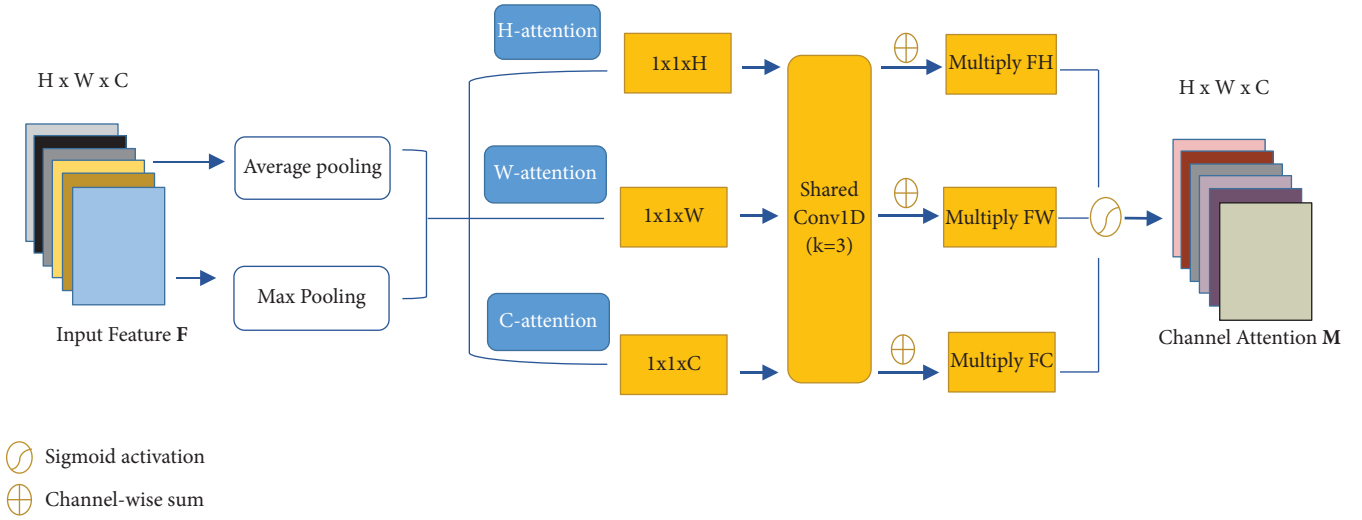 H x W x C
Input Feature F
Average pooling
Max Pooling
H-attention
W-attention
C-attention
1x1xH
1x1xW
1x1xC
Shared
Conv1D
(k=3)
Multiply FH
Multiply FW
Multiply FC
H x W x C
Channel Attention M
Sigmoid activation
Channel-wise sum